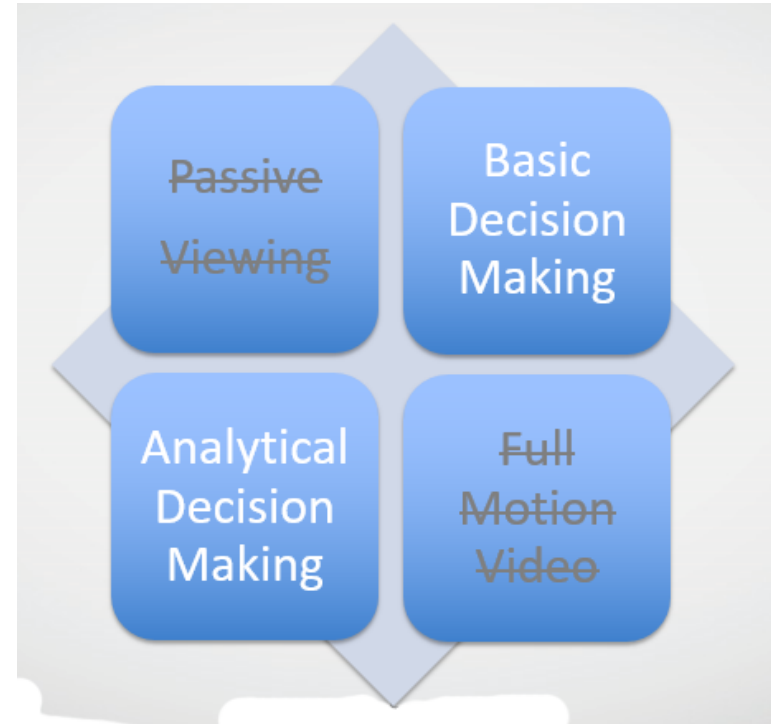 Passive
Viewing
Basic
Decision
Making
Analytical
Decision
Making
Full
Motion
Video